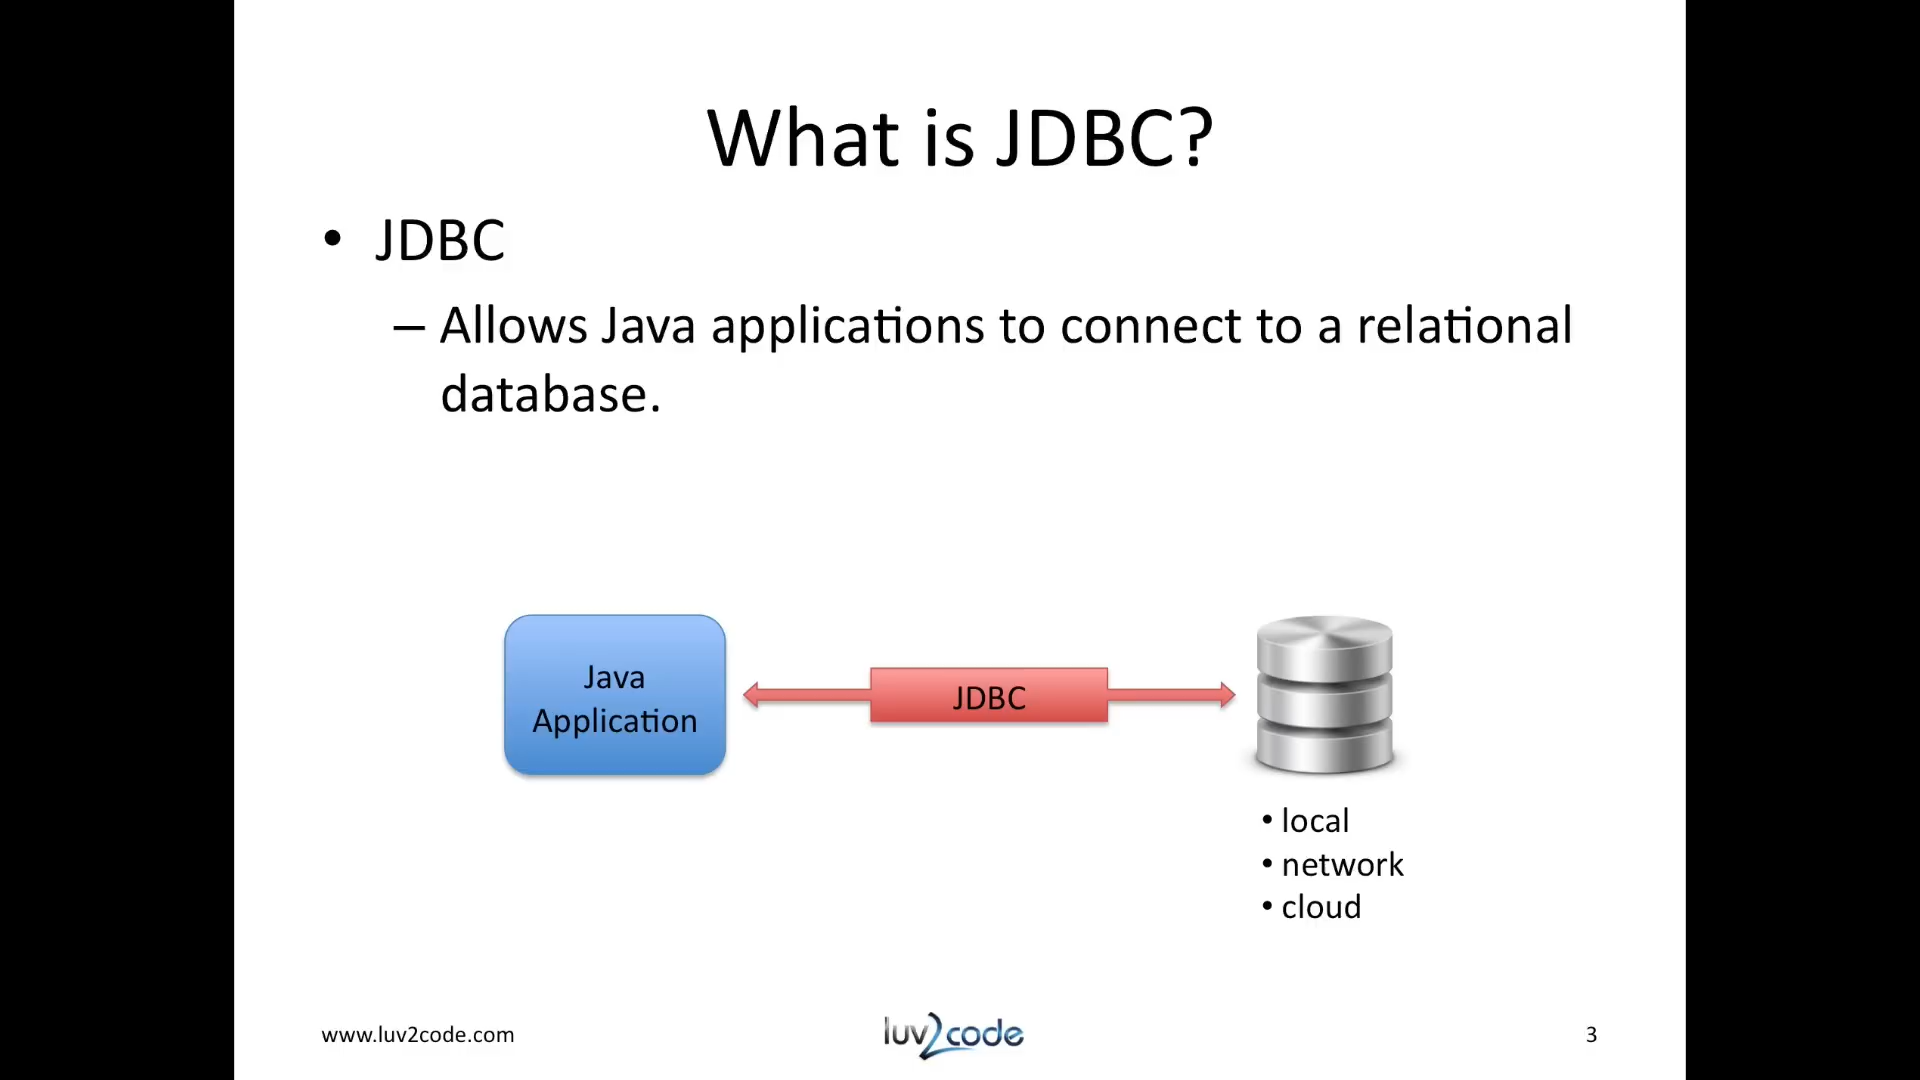 What is JDBC?
• JDBC
– Allows Java applications to connect to a relational
database.
Java
Application
JDBC
• local
• network
• cloud
www.luv2code.com
luv2code
3